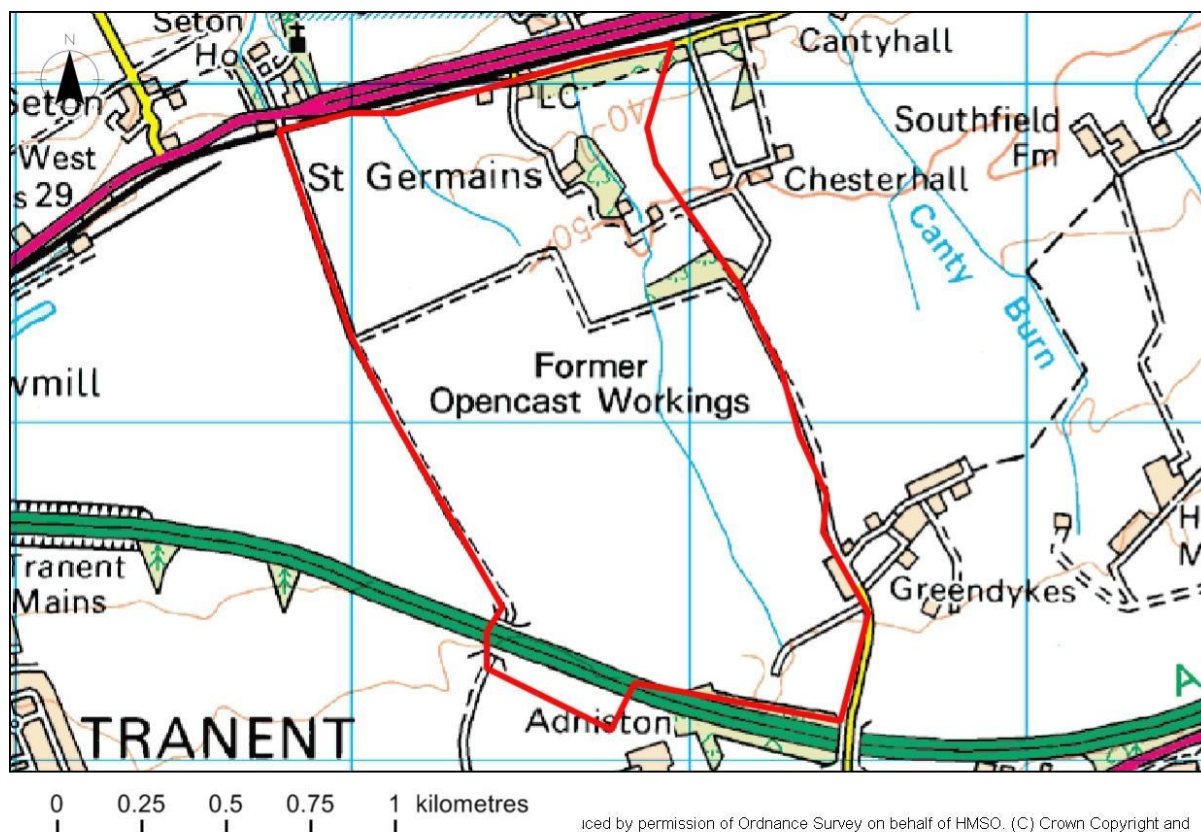 Seton
Ho
N
Cantyhall
LC
40
Seton
West
s 29
St Germains
Southfield
Fm
Chesterhall
50
Canty
Burn
wmill
Former
Opencast Workings
Tranent
Mains
H
M
Greendykes
A
TRANENT
Adniston
0 0.25 0.5 0.75 1 kilometres
uced by permission of Ordnance Survey on behalf of HMSO. (C) Crown Copyright and